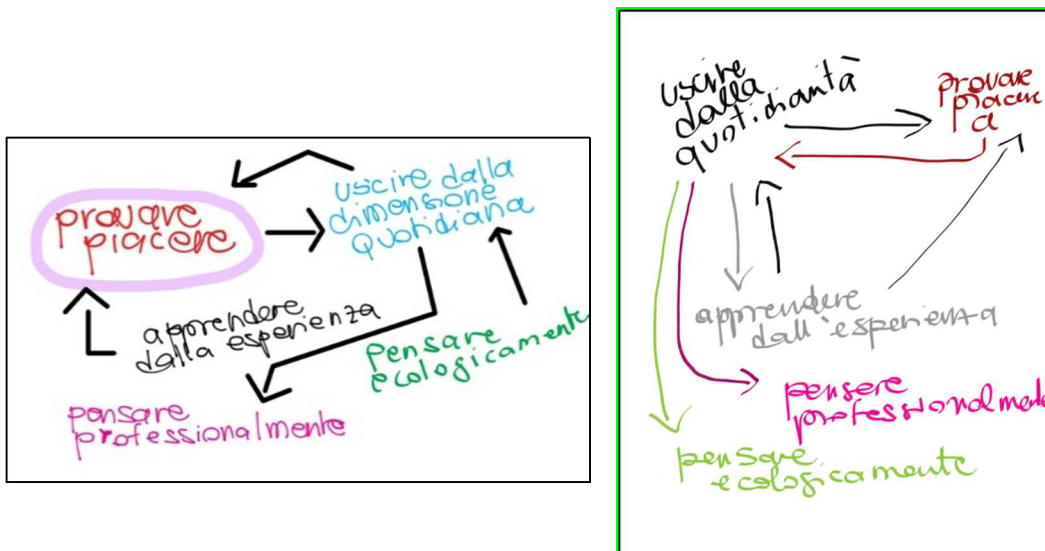 provare
piacere
uscire dalla
dimensione
quotidiana
apprendere
dalla esperienza
pensare
ecologicamente
pensare
professionalmente
uscire
dalla
quotidianità
provare
piacere
a
apprendere
dall'esperienza
pensere
professionalmente
pensare
ecologicamente